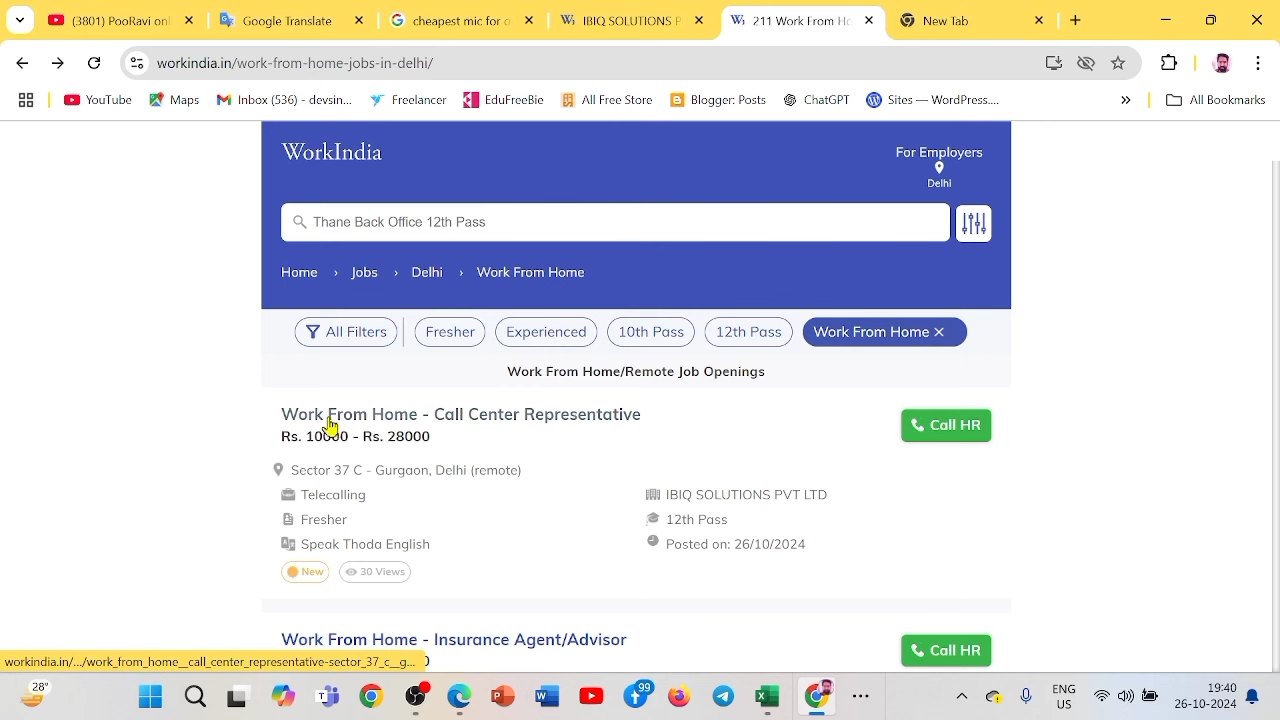 (3801) PooRavi onl
Google Translate
cheapest mic for o
IBIQ SOLUTIONS P
211 Work From Ho
New Tab
workindia.in/work-from-home-jobs-in-delhi/
YouTube
Maps
Inbox (536) - devsin...
Freelancer
EduFreeBie
All Free Store
Blogger: Posts
ChatGPT
Sites — WordPress....
»
All Bookmarks
WorkIndia
For Employers
Delhi
Thane Back Office 12th Pass
Home › Jobs › Delhi › Work From Home
All Filters
Fresher
Experienced
10th Pass
12th Pass
Work From Home ×
Work From Home/Remote Job Openings
Work From Home - Call Center Representative
Call HR
Rs. 10000 - Rs. 28000
Sector 37 C - Gurgaon, Delhi (remote)
Telecalling
IBIQ SOLUTIONS PVT LTD
Fresher
12th Pass
Speak Thoda English
Posted on: 26/10/2024
New
30 Views
Work From Home - Insurance Agent/Advisor
Call HR
workindia.in/.../work_from_home__call_center_representative-sector_37_c__g...
28°
99
ENG
US
19:40
26-10-2024